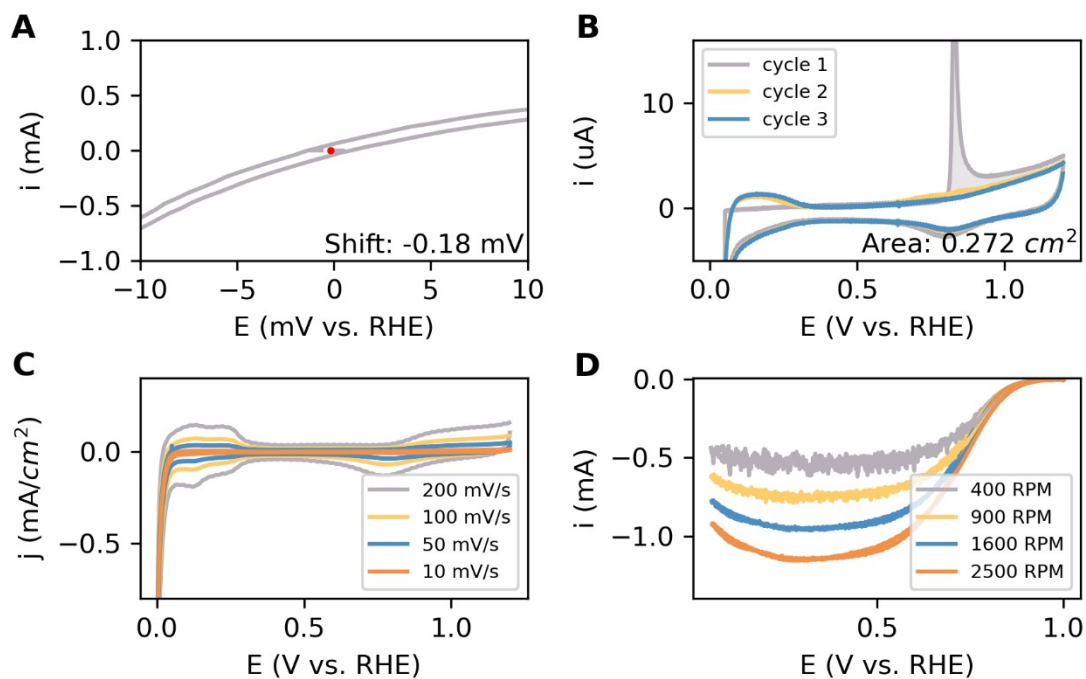 A
1.0
0.5
0.0
−0.5
−1.0
i (mA)
Shift: -0.18 mV
−10
−5
0
5
10
E (mV vs. RHE)
B
cycle 1
cycle 2
cycle 3
10
0
i (uA)
Area: 0.272 cm²
0.0
0.5
1.0
E (V vs. RHE)
C
0.0
−0.5
j (mA/cm²)
200 mV/s
100 mV/s
50 mV/s
10 mV/s
0.0
0.5
1.0
E (V vs. RHE)
D
0.0
−0.5
−1.0
i (mA)
400 RPM
900 RPM
1600 RPM
2500 RPM
0.5
1.0
E (V vs. RHE)